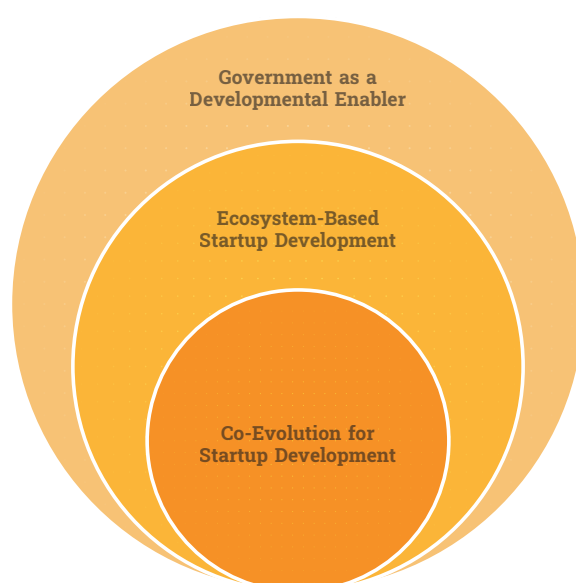 Government as a
Developmental Enabler
Ecosystem-Based
Startup Development
Co-Evolution for
Startup Development